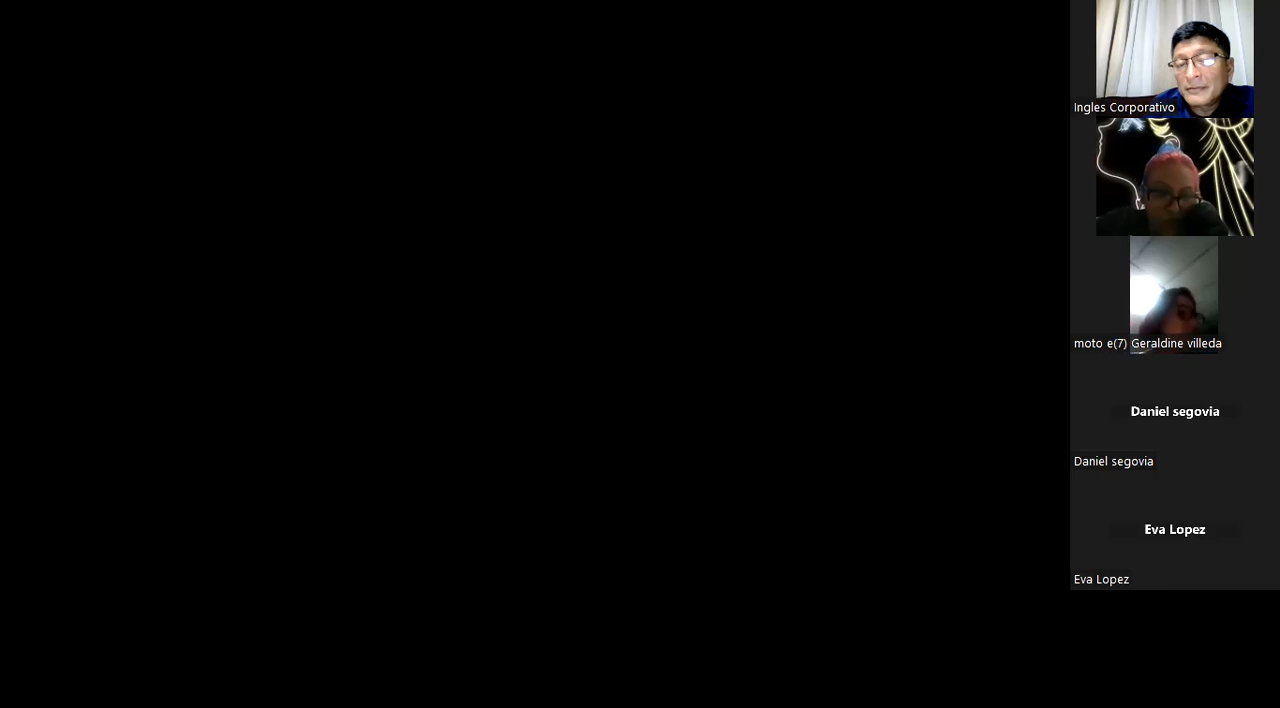 Ingles Corporativo
moto e(7) Geraldine villeda
Daniel segovia
Daniel segovia
Eva Lopez
Eva Lopez